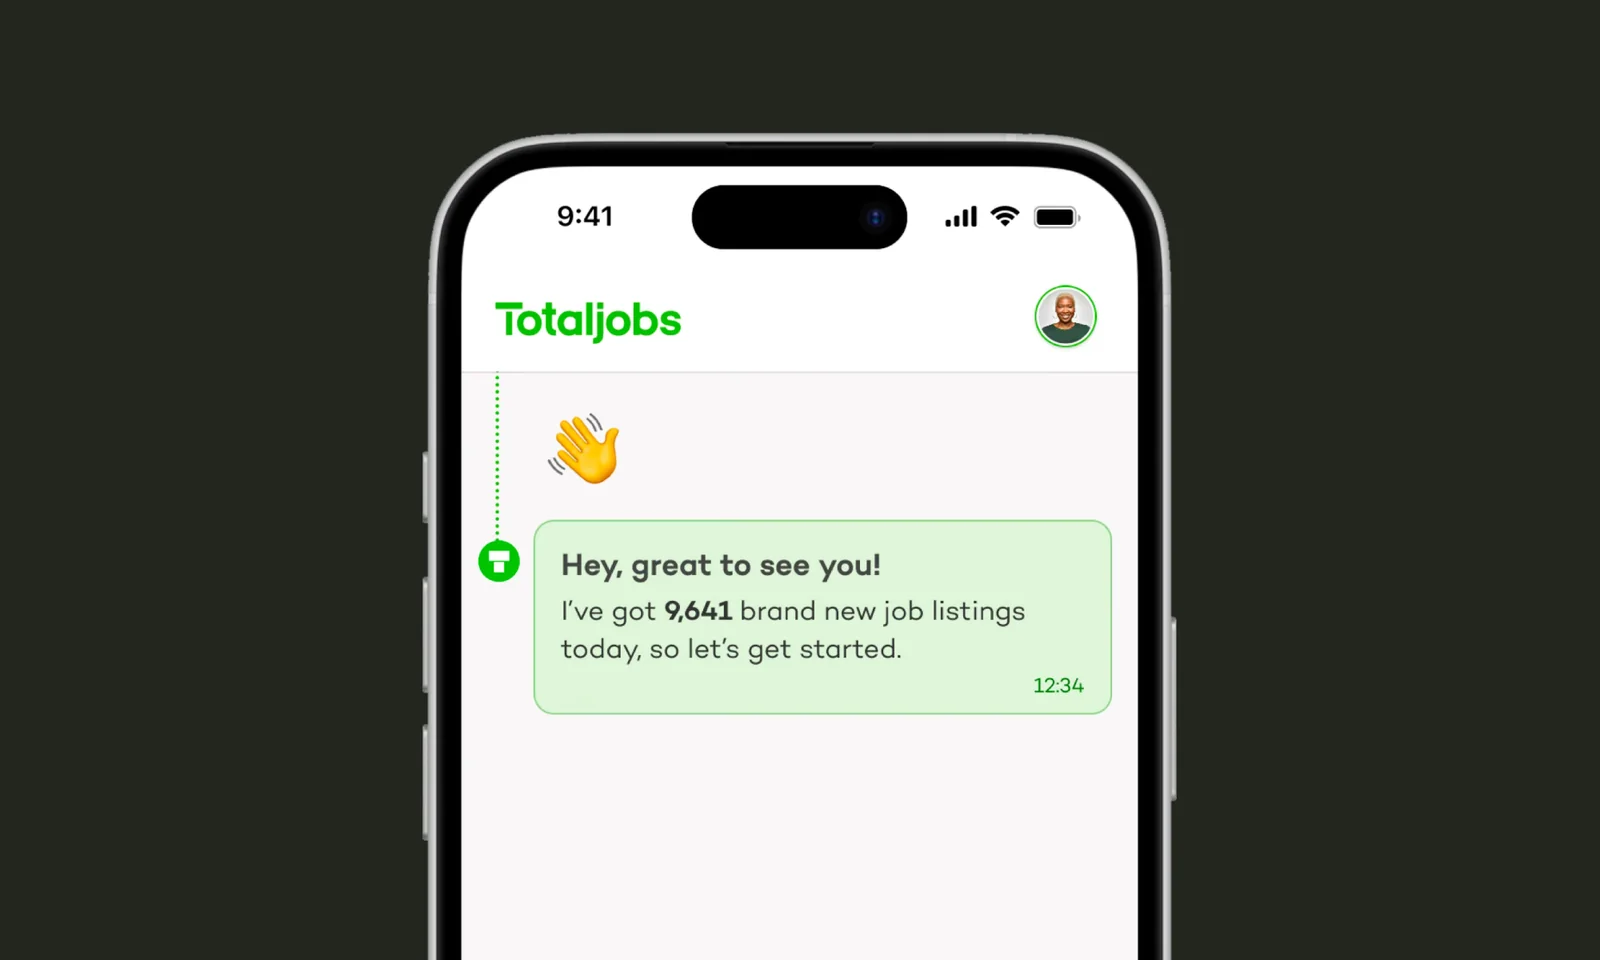 9:41
Totaljobs
Hey, great to see you!
I’ve got 9,641 brand new job listings
today, so let’s get started.
12:34